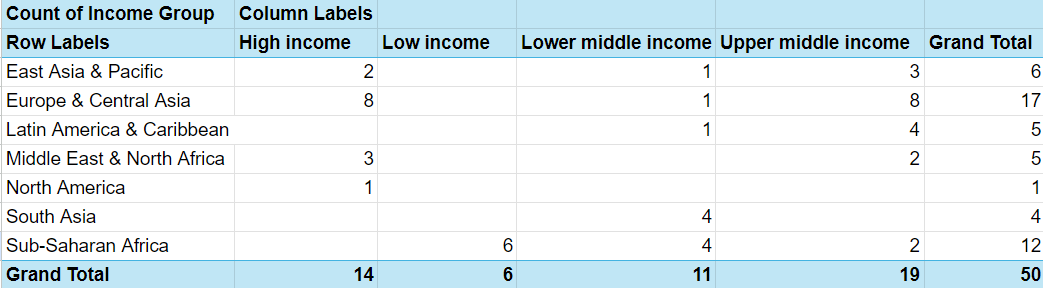 Count of Income Group Column Labels
Row Labels High income Low income Lower middle income Upper middle income Grand Total
East Asia & Pacific 2 1 3 6
Europe & Central Asia 8 1 8 17
Latin America & Caribbean 1 4 5
Middle East & North Africa 3 2 5
North America 1 1
South Asia 4 4
Sub-Saharan Africa 6 4 2 12
Grand Total 14 6 11 19 50